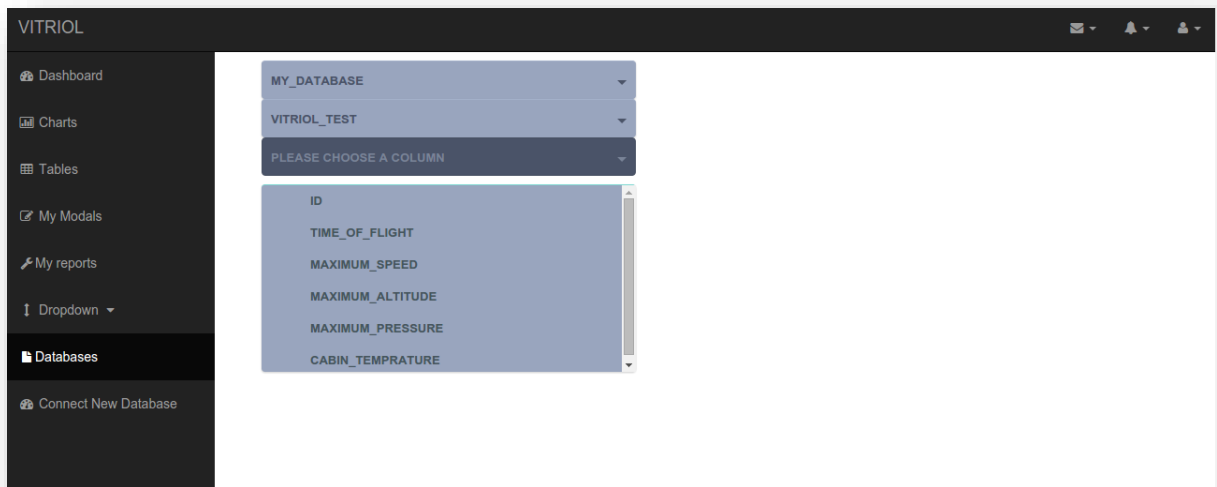 VITRIOL
Dashboard
Charts
Tables
My Modals
My reports
Dropdown
Databases
Connect New Database
MY_DATABASE
VITRIOL_TEST
PLEASE CHOOSE A COLUMN
ID
TIME_OF_FLIGHT
MAXIMUM_SPEED
MAXIMUM_ALTITUDE
MAXIMUM_PRESSURE
CABIN_TEMPRATURE